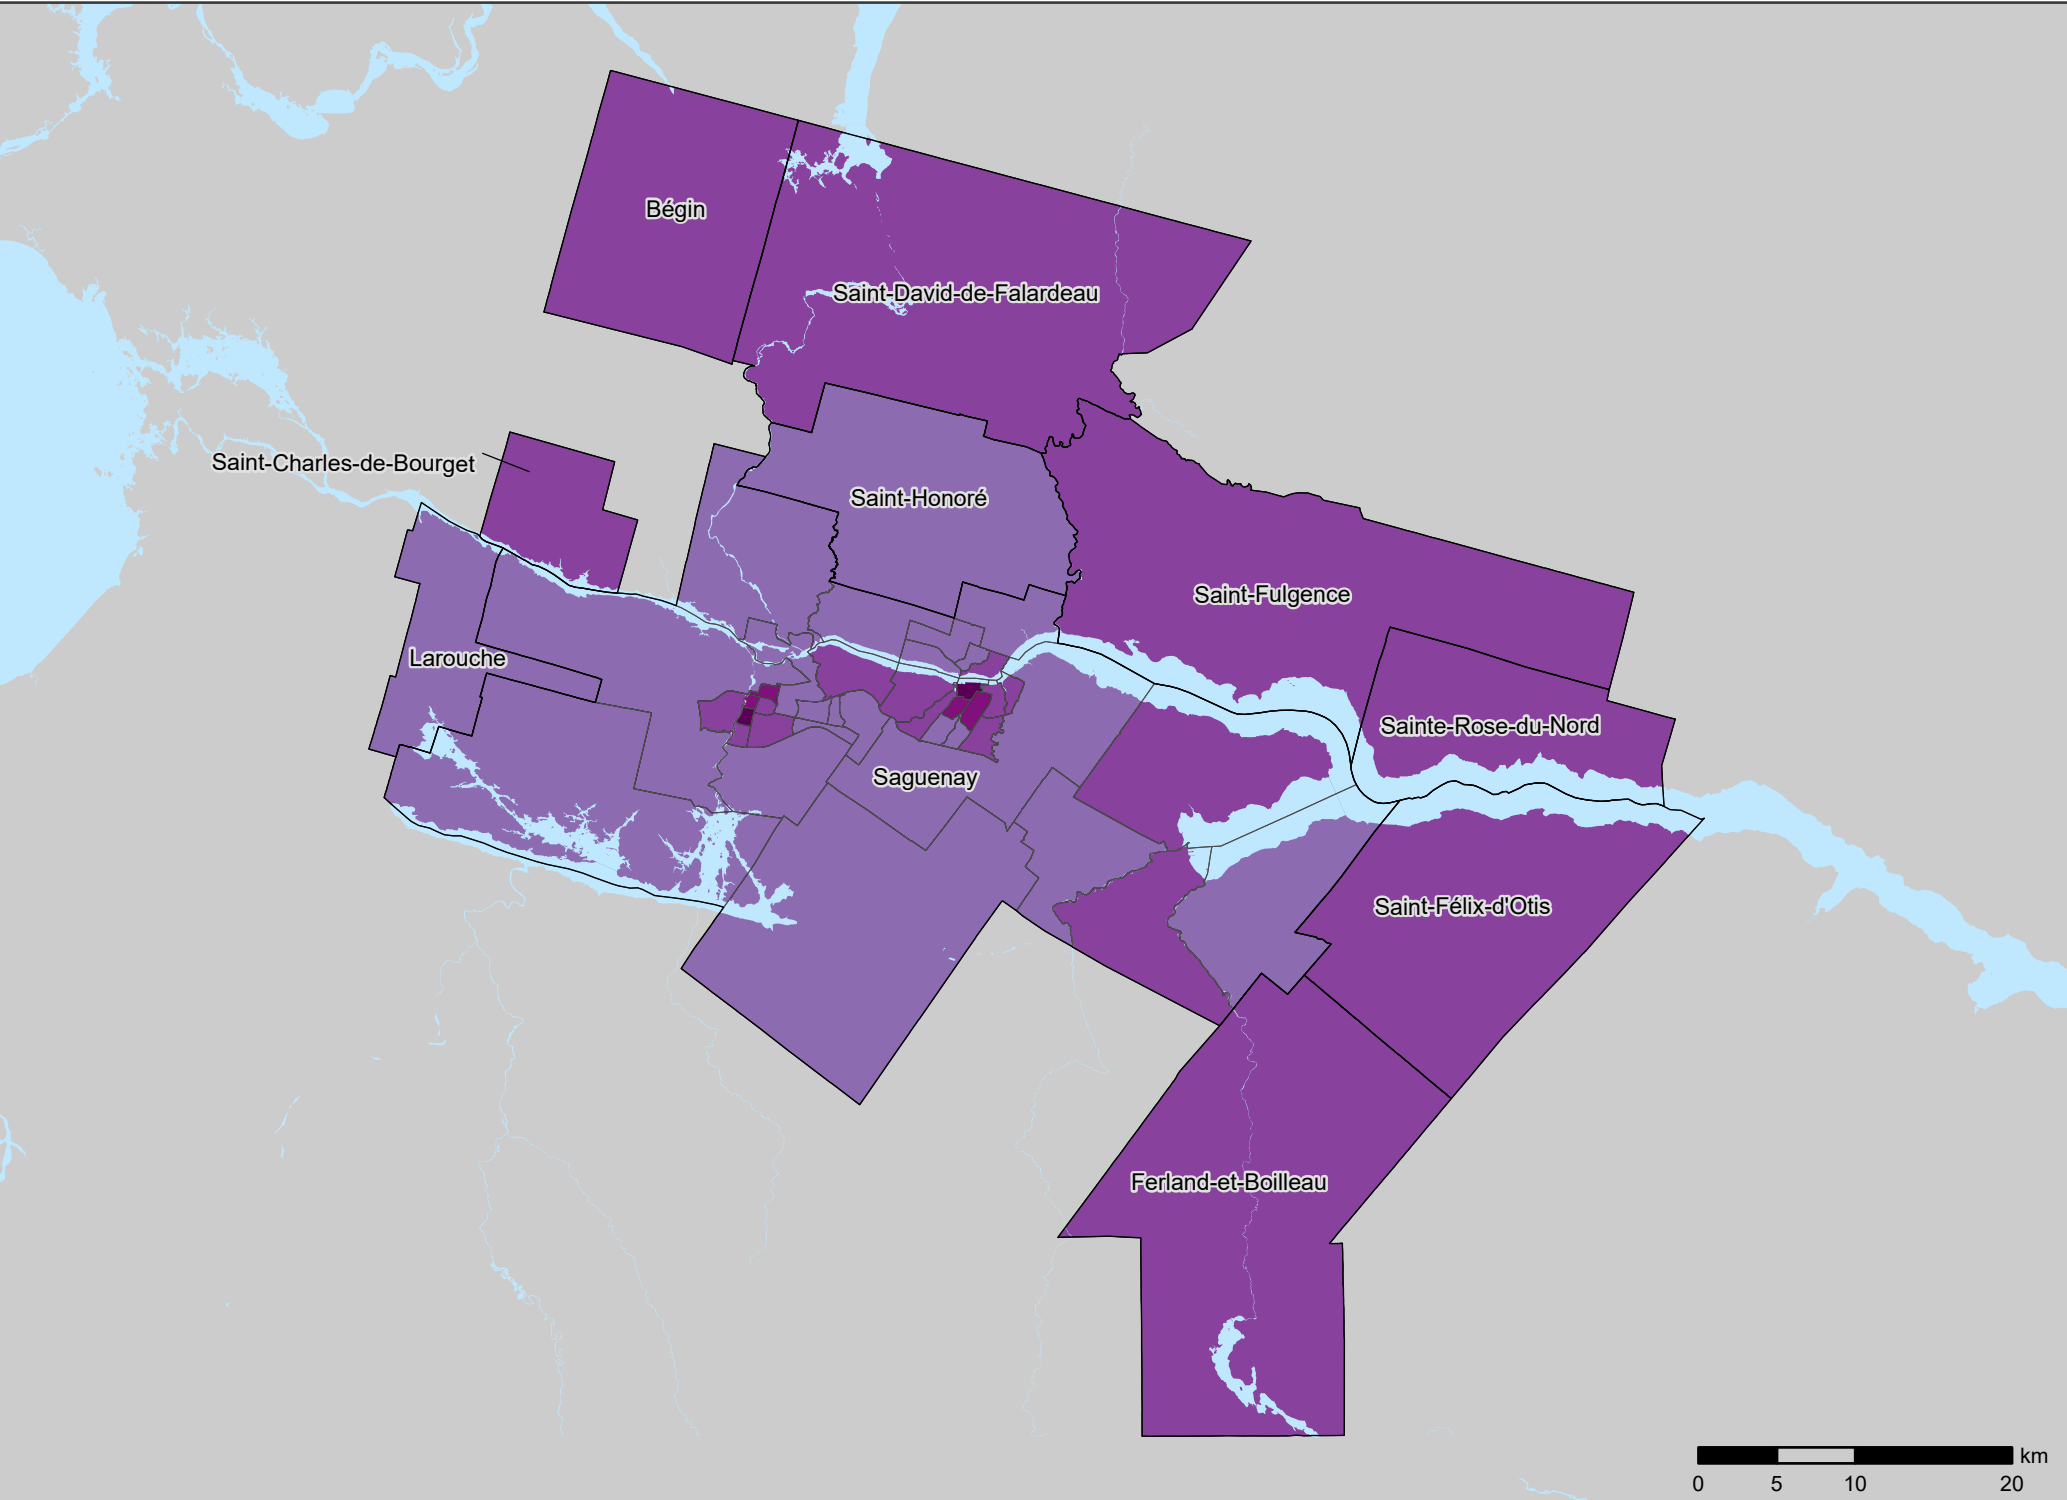 Bégin
Saint-David-de-Falardeau
Saint-Charles-de-Bourget
Saint-Honoré
Saint-Fulgence
Larouche
Sainte-Rose-du-Nord
Saguenay
Saint-Félix-d'Otis
Ferland-et-Boilleau
km
0 5 10 20